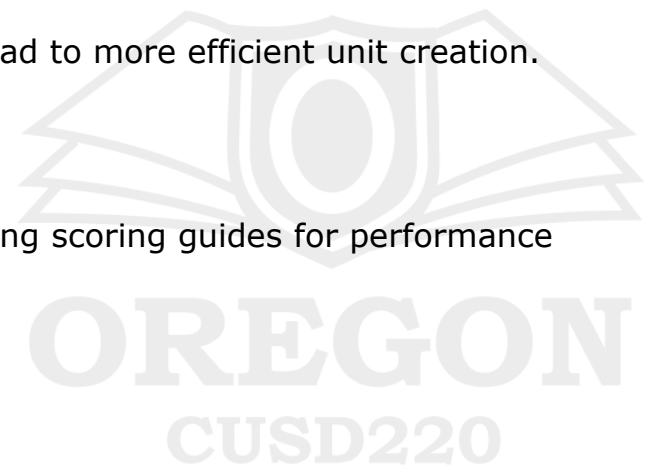 ad to more efficient unit creation.
ng scoring guides for performance
OREGON
CUSD220